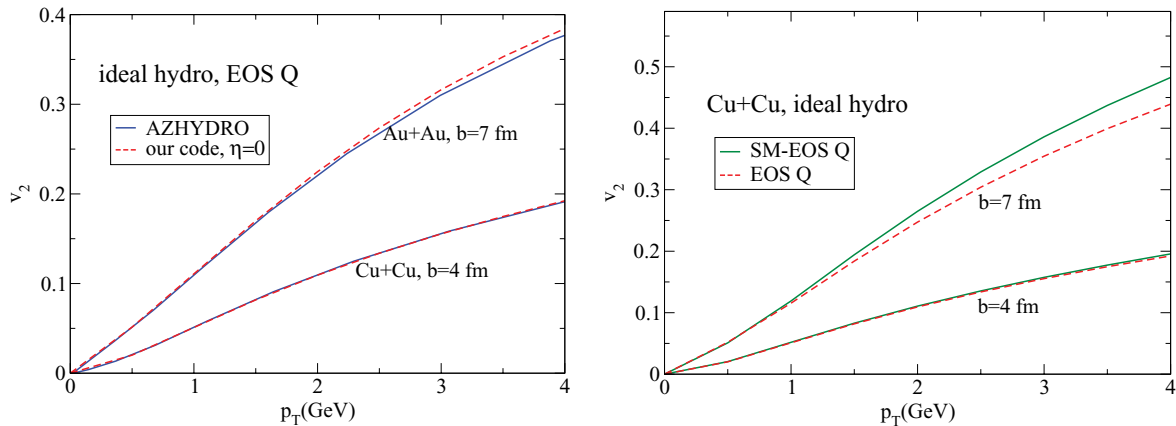 0.4
0.3
0.2
0.1
0
v₂
ideal hydro, EOS Q
AZHYDRO
our code, η=0
Au+Au, b=7 fm
Cu+Cu, b=4 fm
0 1 2 3 4
p_T(GeV)
0.5
0.4
0.3
0.2
0.1
0
v₂
Cu+Cu, ideal hydro
SM-EOS Q
EOS Q
b=7 fm
b=4 fm
0 1 2 3 4
p_T(GeV)